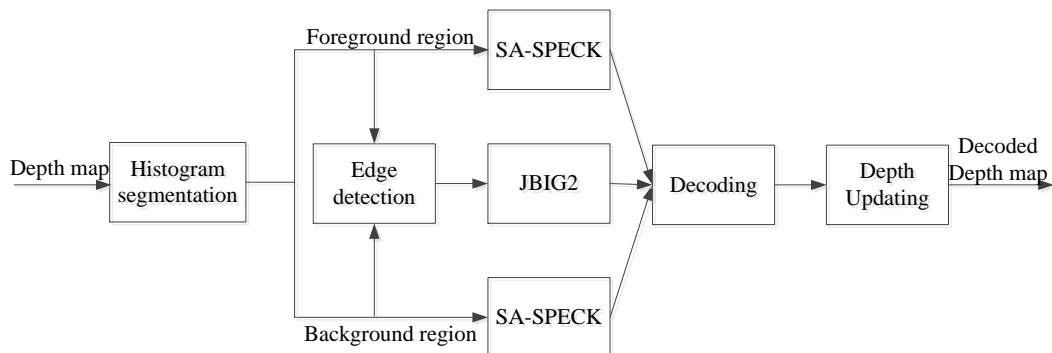 Foreground region
SA-SPECK
Depth map
Histogram
segmentation
Edge
detection
JBIG2
Decoding
Depth
Updating
Decoded
Depth map
Background region
SA-SPECK